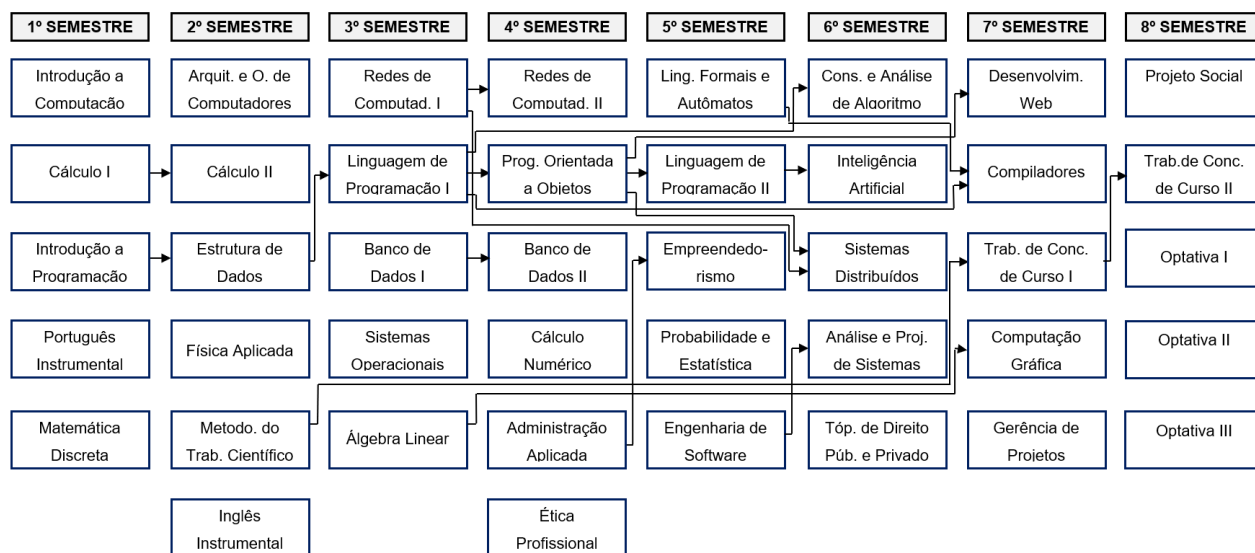 1º SEMESTRE
2º SEMESTRE
3º SEMESTRE
4º SEMESTRE
5º SEMESTRE
6º SEMESTRE
7º SEMESTRE
8º SEMESTRE
Introdução a
Computação
Arquit. e O. de
Computadores
Redes de
Computad. I
Redes de
Computad. II
Ling. Formais e
Autômatos
Cons. e Análise
de Algoritmo
Desenvolvim.
Web
Projeto Social
Cálculo I
Cálculo II
Linguagem de
Programação I
Prog. Orientada
a Objetos
Linguagem de
Programação II
Inteligência
Artificial
Compiladores
Trab.de Conc.
de Curso II
Introdução a
Programação
Estrutura de
Dados
Banco de
Dados I
Banco de
Dados II
Empreendedo-
rismo
Sistemas
Distribuídos
Trab. de Conc.
de Curso I
Optativa I
Português
Instrumental
Física Aplicada
Sistemas
Operacionais
Cálculo
Numérico
Probabilidade e
Estatística
Análise e Proj.
de Sistemas
Computação
Gráfica
Optativa II
Matemática
Discreta
Metodo. do
Trab. Científico
Álgebra Linear
Administração
Aplicada
Engenharia de
Software
Tóp. de Direito
Púb. e Privado
Gerência de
Projetos
Optativa III
Inglês
Instrumental
Ética
Profissional